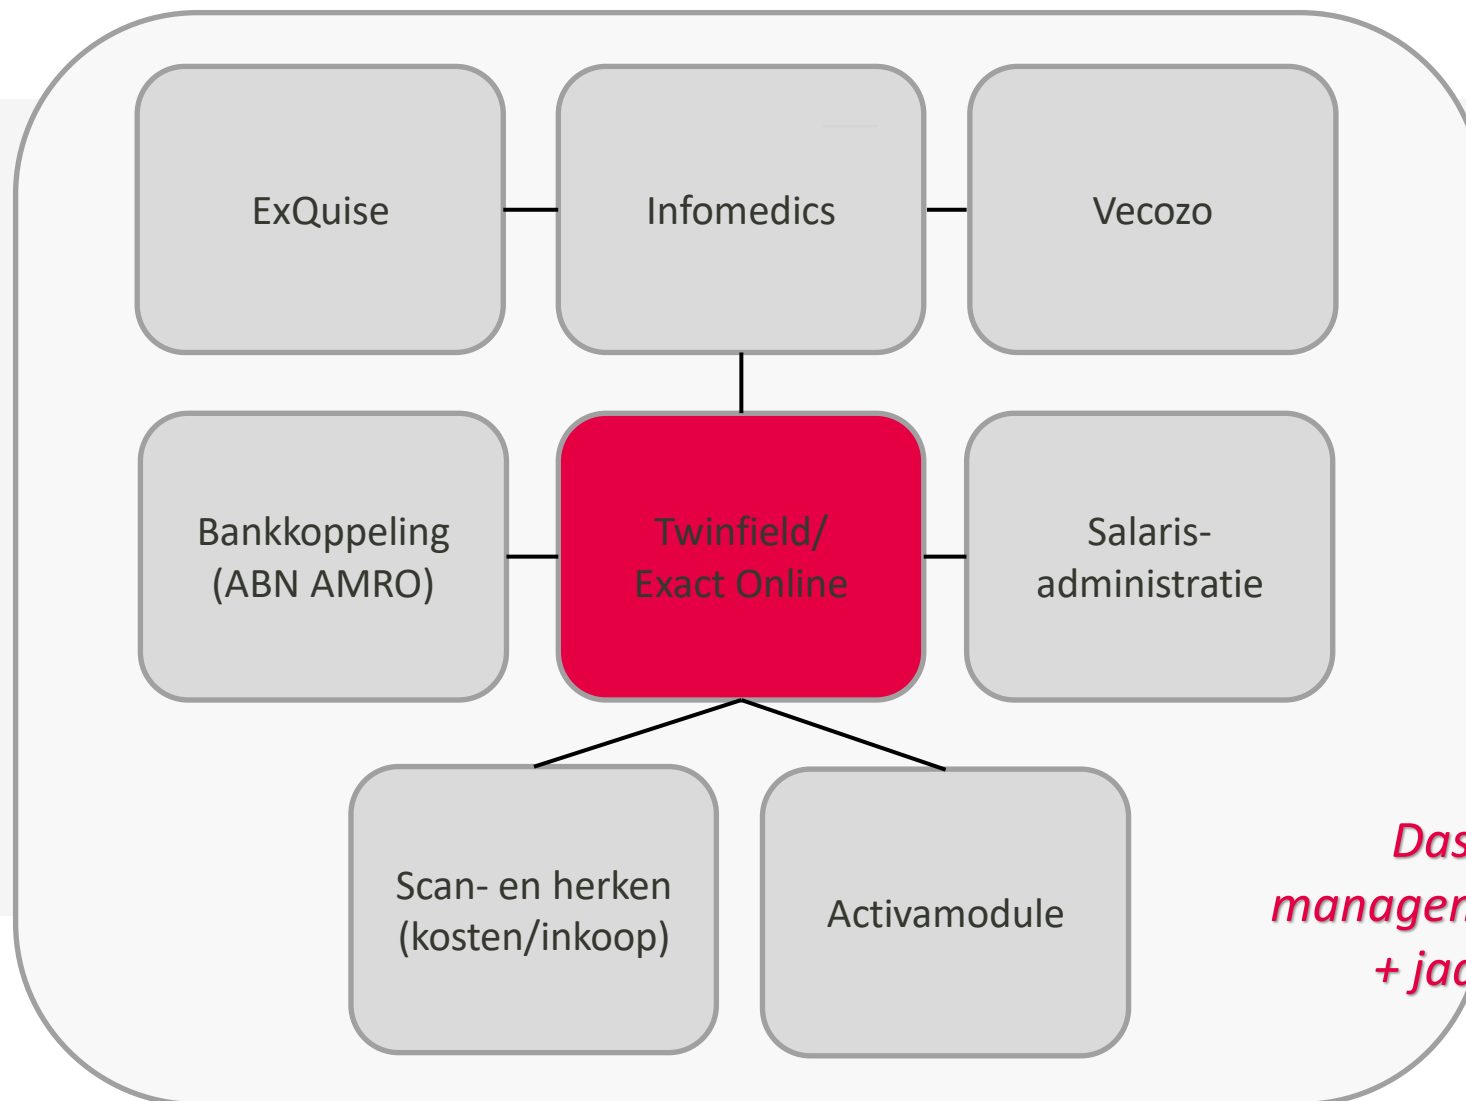 ExQuise
Infomedics
Vecozo
Bankkoppeling
(ABN AMRO)
Twinfield/
Exact Online
Salaris-
administratie
Scan- en herken
(kosten/inkoop)
Activamodule
Das
managem
+ jaa